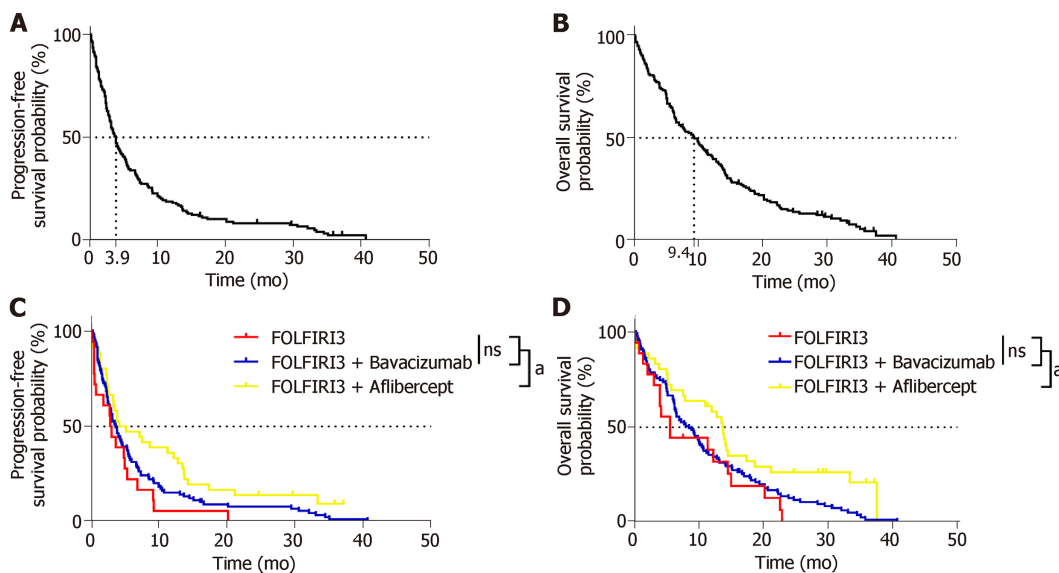 A
Progression-free
survival probability (%)
100
50
0
0 3.9 10 20 30 40 50
Time (mo)
B
Overall survival
probability (%)
100
50
0
0 9.4 10 20 30 40 50
Time (mo)
C
Progression-free
survival probability (%)
100
50
0
FOLFIRI3
FOLFIRI3 + Bavacizumab
FOLFIRI3 + Aflibercept
ns
a
0 10 20 30 40 50
Time (mo)
D
Overall survival
probability (%)
100
50
0
FOLFIRI3
FOLFIRI3 + Bavacizumab
FOLFIRI3 + Aflibercept
ns
a
0 10 20 30 40 50
Time (mo)